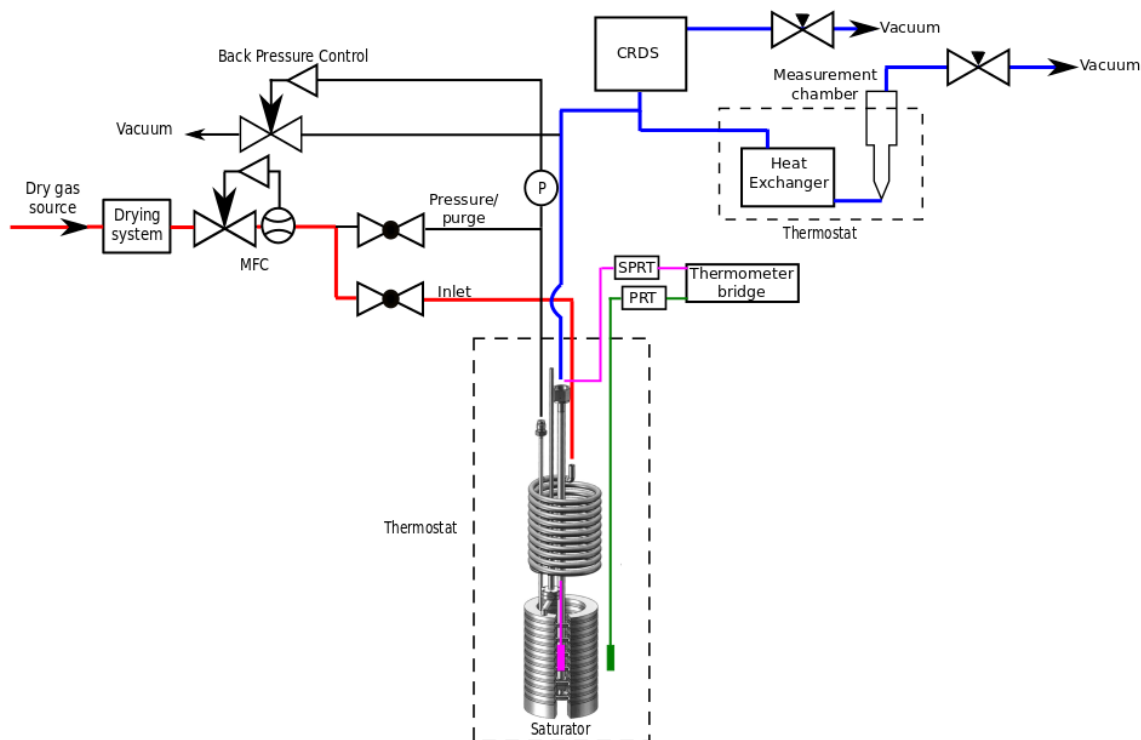 Back Pressure Control
Vacuum
Dry gas
source
Drying
system
MFC
Pressure/
purge
P
Inlet
CRDS
Vacuum
Measurement
chamber
Vacuum
Heat
Exchanger
Thermostat
SPRT
PRT
Thermometer
bridge
Thermostat
Saturator